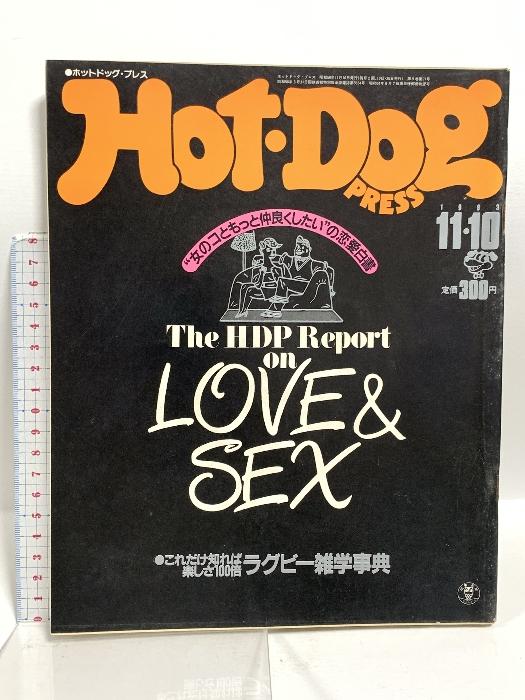 ●ホットドッグ・プレス
Hot·Dog
PRESS
1983
11·10
定価300円
"女のコともっと仲良くしたい"の恋愛白書
The HDP Report
on
LOVE &
SEX
●これだけ知れば
楽しさ100倍
ラグビー雑学事典